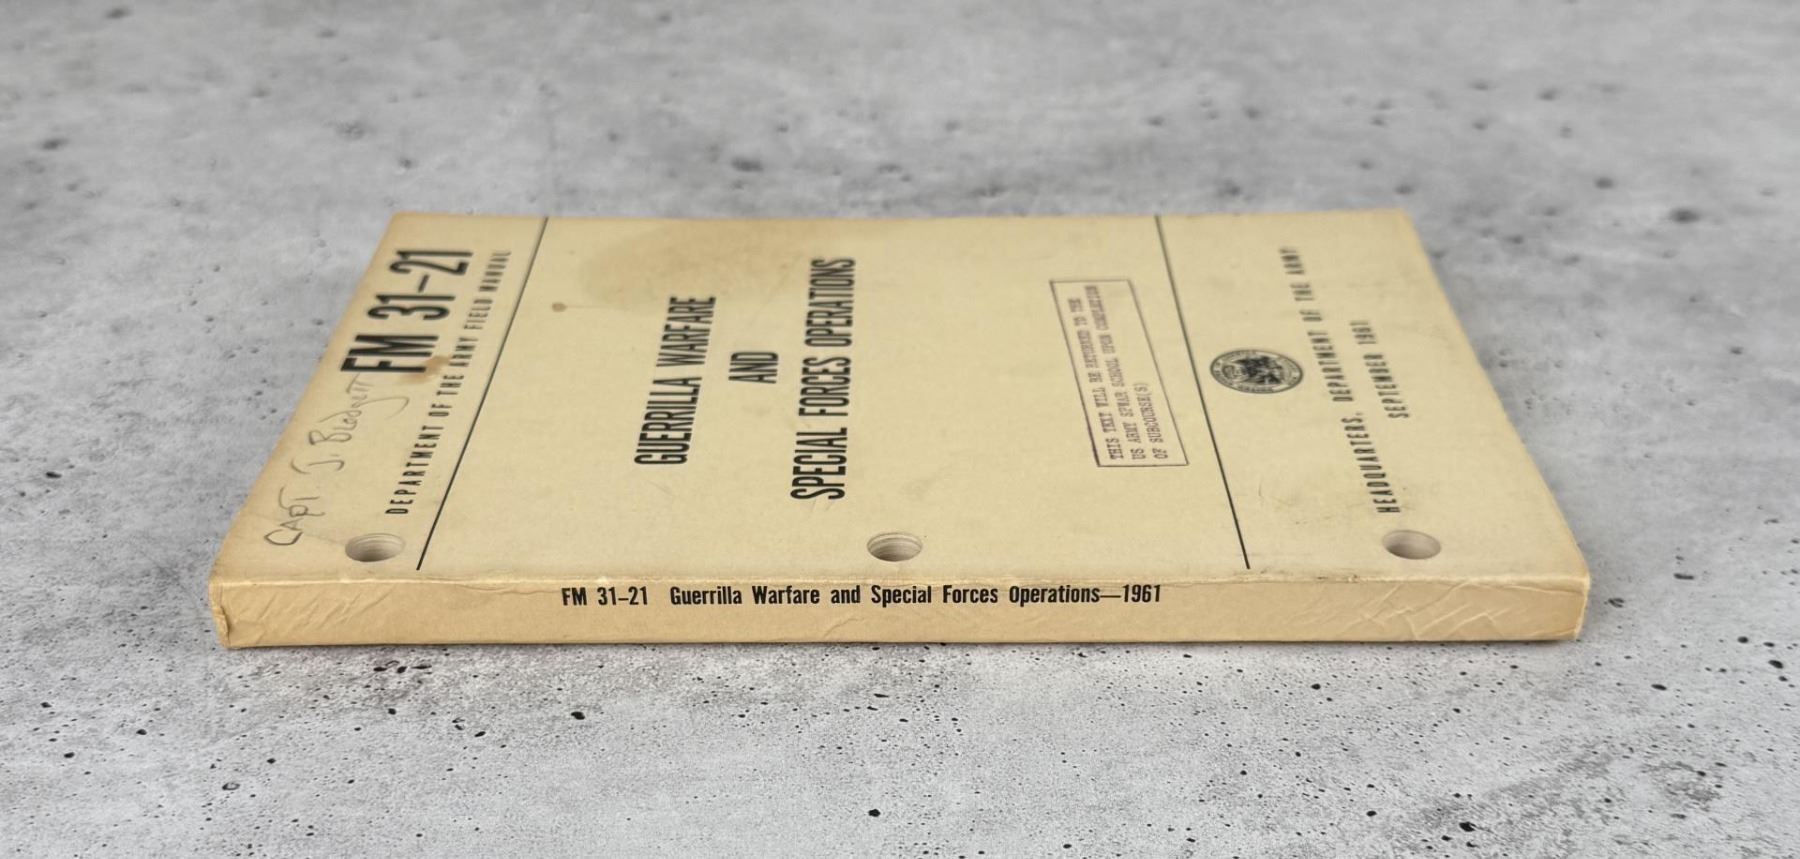 CAPT. J. Blodgett
FM 31-21
DEPARTMENT OF THE ARMY FIELD MANUAL
GUERRILLA WARFARE
AND
SPECIAL FORCES OPERATIONS
THIS TEXT WILL BE RETURNED TO THE
US ARMY SPWAR SCHOOL UPON COMPLETION
OF SUBCOURSE(S)
HEADQUARTERS, DEPARTMENT OF THE ARMY
SEPTEMBER 1961
FM 31–21 Guerrilla Warfare and Special Forces Operations—1961